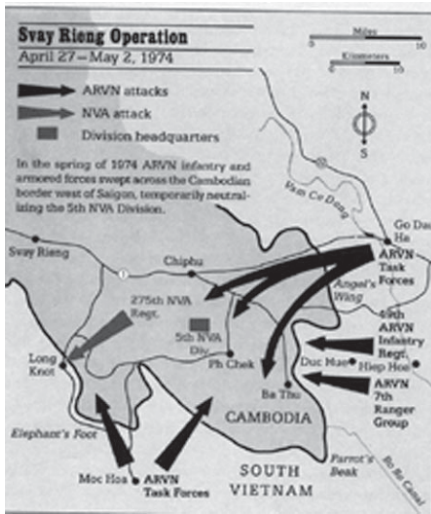 Svay Rieng Operation
April 27—May 2, 1974
Miles
0 10
Kilometers
0 10
ARVN attacks
NVA attack
Division headquarters
N
S
In the spring of 1974 ARVN infantry and
armored forces swept across the Cambodian
border west of Saigon, temporarily neutral-
izing the 5th NVA Division.
Vam Co Dong
Go Dau
Ha
Svay Rieng
Chiphu
1
ARVN
Task
Forces
Angel's
Wing
275th NVA
Regt.
5th NVA
Div.
49th
ARVN
Infantry
Regt.
Long
Knot
Ph Chek
Duc Hue
Hiep Hoa
Ba Thu
ARVN
7th
Ranger
Group
CAMBODIA
Elephant's Foot
Moc Hoa
ARVN
Task Forces
SOUTH
VIETNAM
Parrot's
Beak
Bo Bo Canal